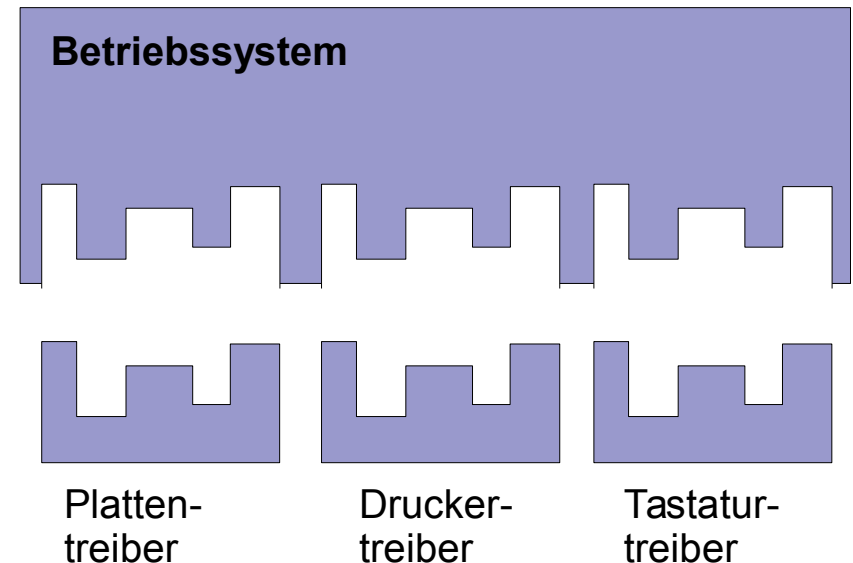 Betriebssystem
Platten-
treiber
Drucker-
treiber
Tastatur-
treiber